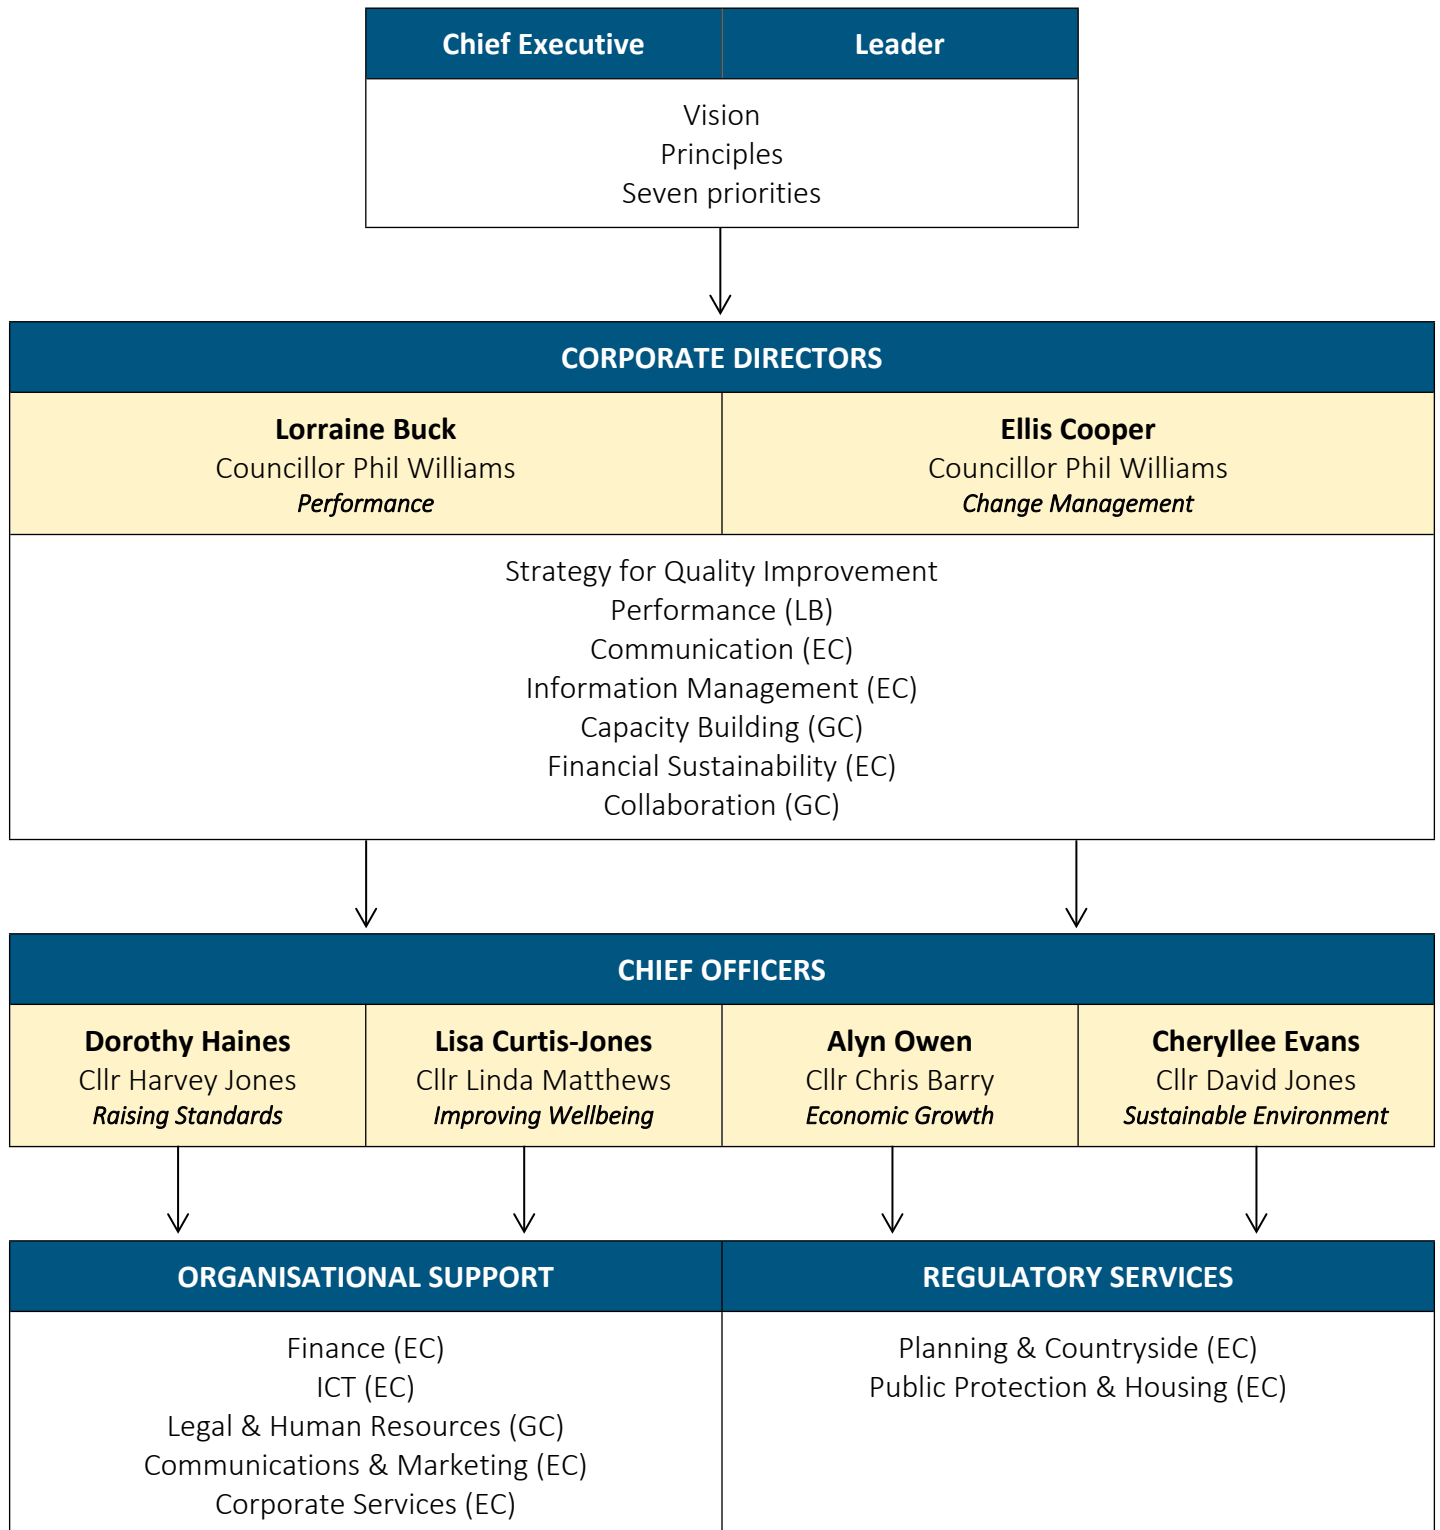 Chief Executive
Leader
Vision
Principles
Seven priorities
CORPORATE DIRECTORS
Lorraine Buck
Councillor Phil Williams
Performance
Ellis Cooper
Councillor Phil Williams
Change Management
Strategy for Quality Improvement
Performance (LB)
Communication (EC)
Information Management (EC)
Capacity Building (GC)
Financial Sustainability (EC)
Collaboration (GC)
CHIEF OFFICERS
Dorothy Haines
Cllr Harvey Jones
Raising Standards
Lisa Curtis-Jones
Cllr Linda Matthews
Improving Wellbeing
Alyn Owen
Cllr Chris Barry
Economic Growth
Cheryllee Evans
Cllr David Jones
Sustainable Environment
ORGANISATIONAL SUPPORT
Finance (EC)
ICT (EC)
Legal & Human Resources (GC)
Communications & Marketing (EC)
Corporate Services (EC)
REGULATORY SERVICES
Planning & Countryside (EC)
Public Protection & Housing (EC)